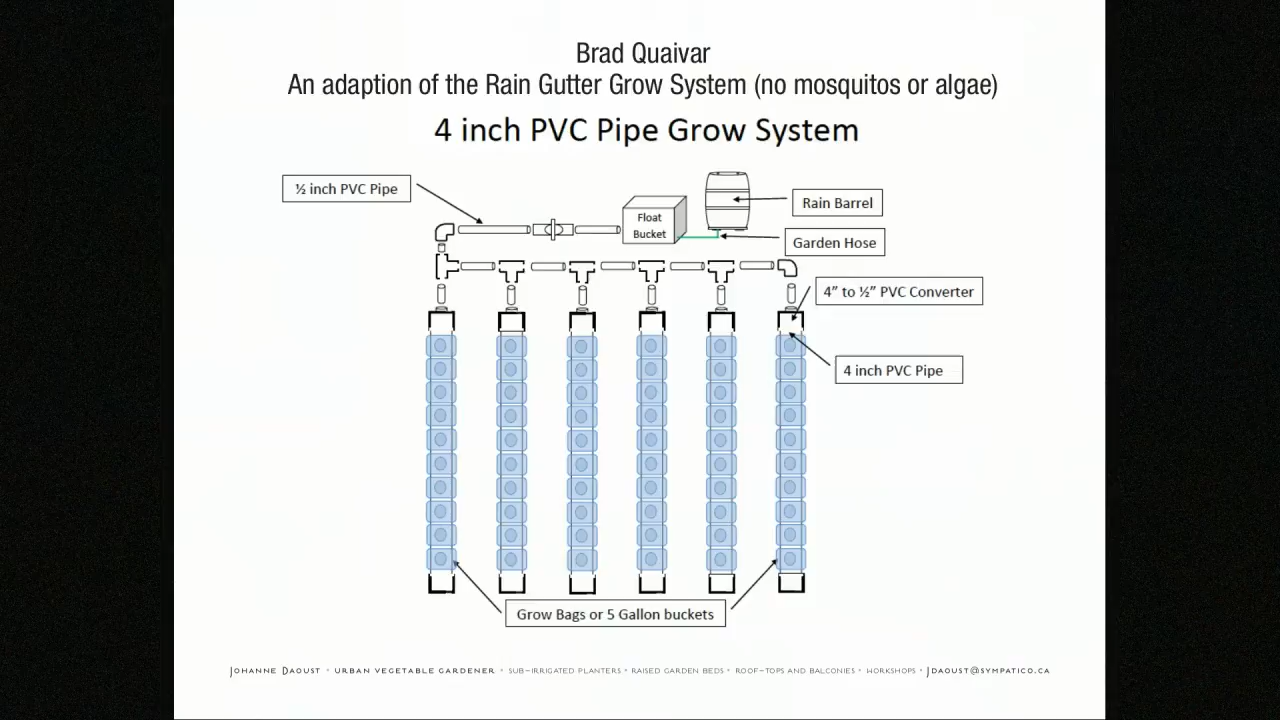 Brad Quaivar
An adaption of the Rain Gutter Grow System (no mosquitos or algae)
4 inch PVC Pipe Grow System
½ inch PVC Pipe
Float
Bucket
Rain Barrel
Garden Hose
4” to ½” PVC Converter
4 inch PVC Pipe
Grow Bags or 5 Gallon buckets
Johanne Daoust • urban vegetable gardener • sub-irrigated planters • raised garden beds • roof-tops and balconies • workshops • jdaoust@sympatico.ca